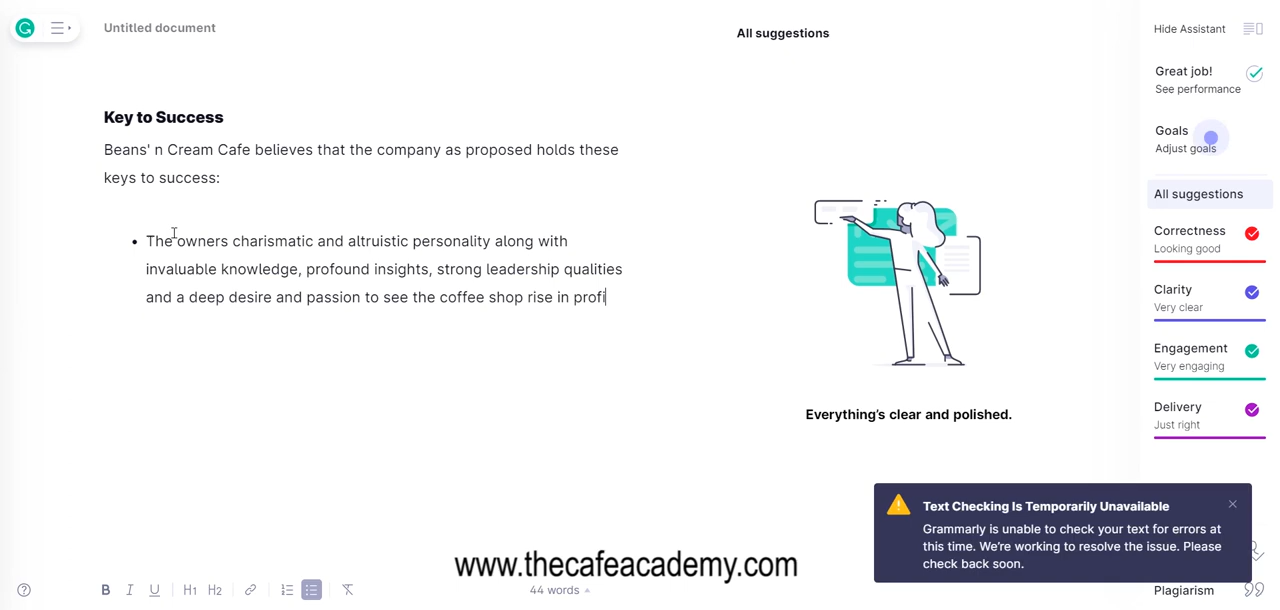 Untitled document
All suggestions
Hide Assistant
Great job!
See performance
Goals
Adjust goals
All suggestions
Correctness
Looking good
Clarity
Very clear
Engagement
Very engaging
Delivery
Just right
Key to Success
Beans' n Cream Cafe believes that the company as proposed holds these
keys to success:
• The owners charismatic and altruistic personality along with
invaluable knowledge, profound insights, strong leadership qualities
and a deep desire and passion to see the coffee shop rise in profi
Everything's clear and polished.
Text Checking Is Temporarily Unavailable
Grammarly is unable to check your text for errors at
this time. We're working to resolve the issue. Please
check back soon.
www.thecafeacademy.com
B I U H1 H2
44 words
Plagiarism